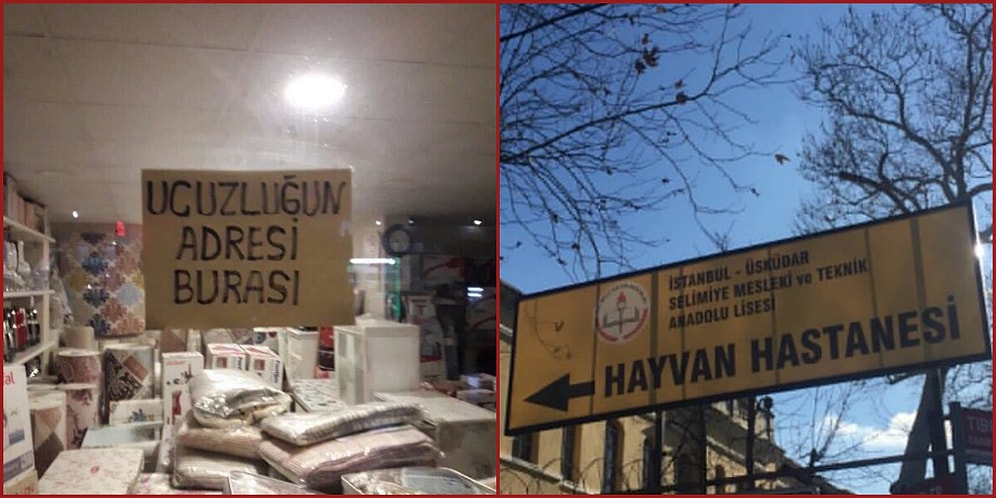 UCUZLUĞUN
ADRESİ
BURASI
İSTANBUL - ÜSKÜDAR
SELİMİYE MESLEKİ ve TEKNİK
ANADOLU LİSESİ
HAYVAN HASTANESİ